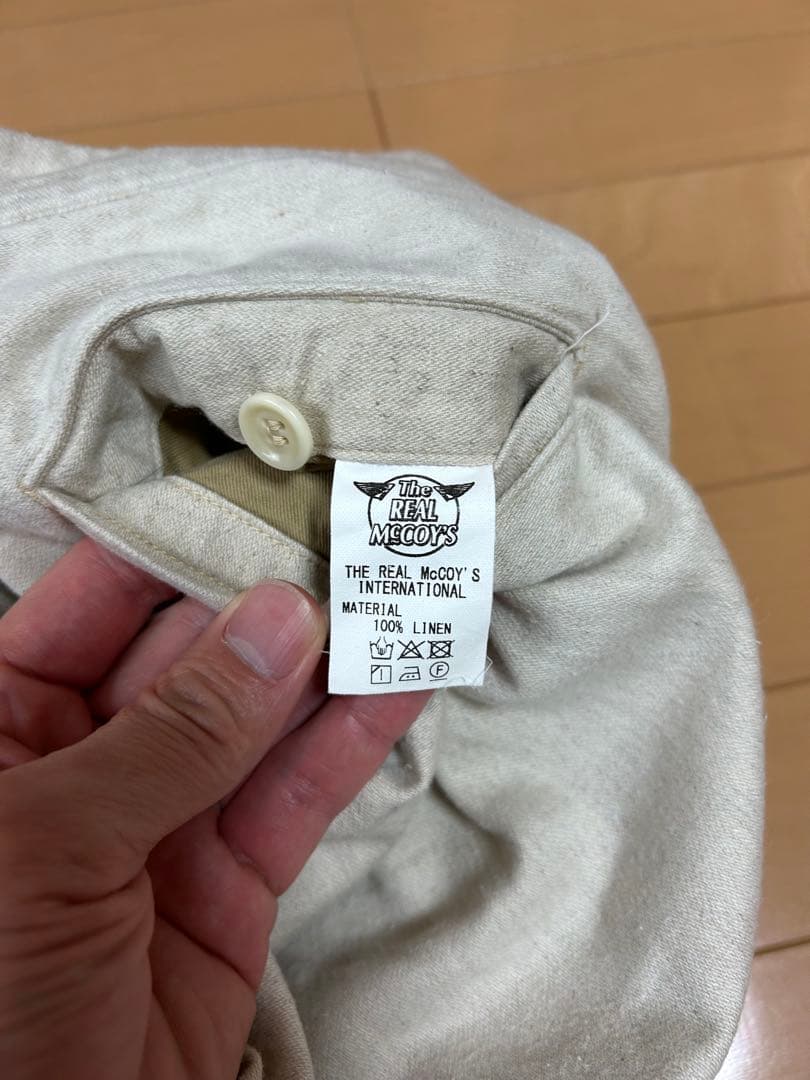 The
REAL
McCOY'S
THE REAL McCOY'S
INTERNATIONAL
MATERIAL
100% LINEN
F